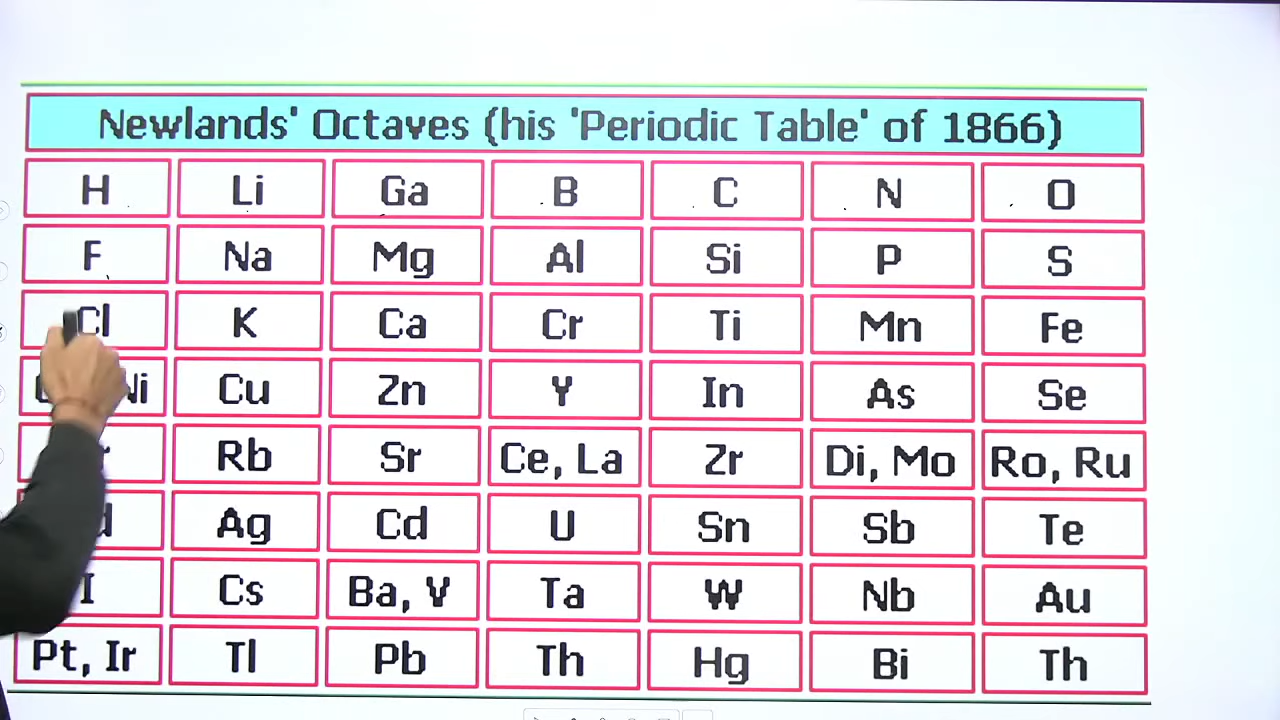 Newlands' Octaves (his 'Periodic Table' of 1866)
H Li Ga B C N O
F Na Mg Al Si P S
Cl K Ca Cr Ti Mn Fe
Cu Zn Y In As Se
Rb Sr Ce, La Zr Di, Mo Ro, Ru
Ag Cd U Sn Sb Te
I Cs Ba, V Ta W Nb Au
Pt, Ir Tl Pb Th Hg Bi Th